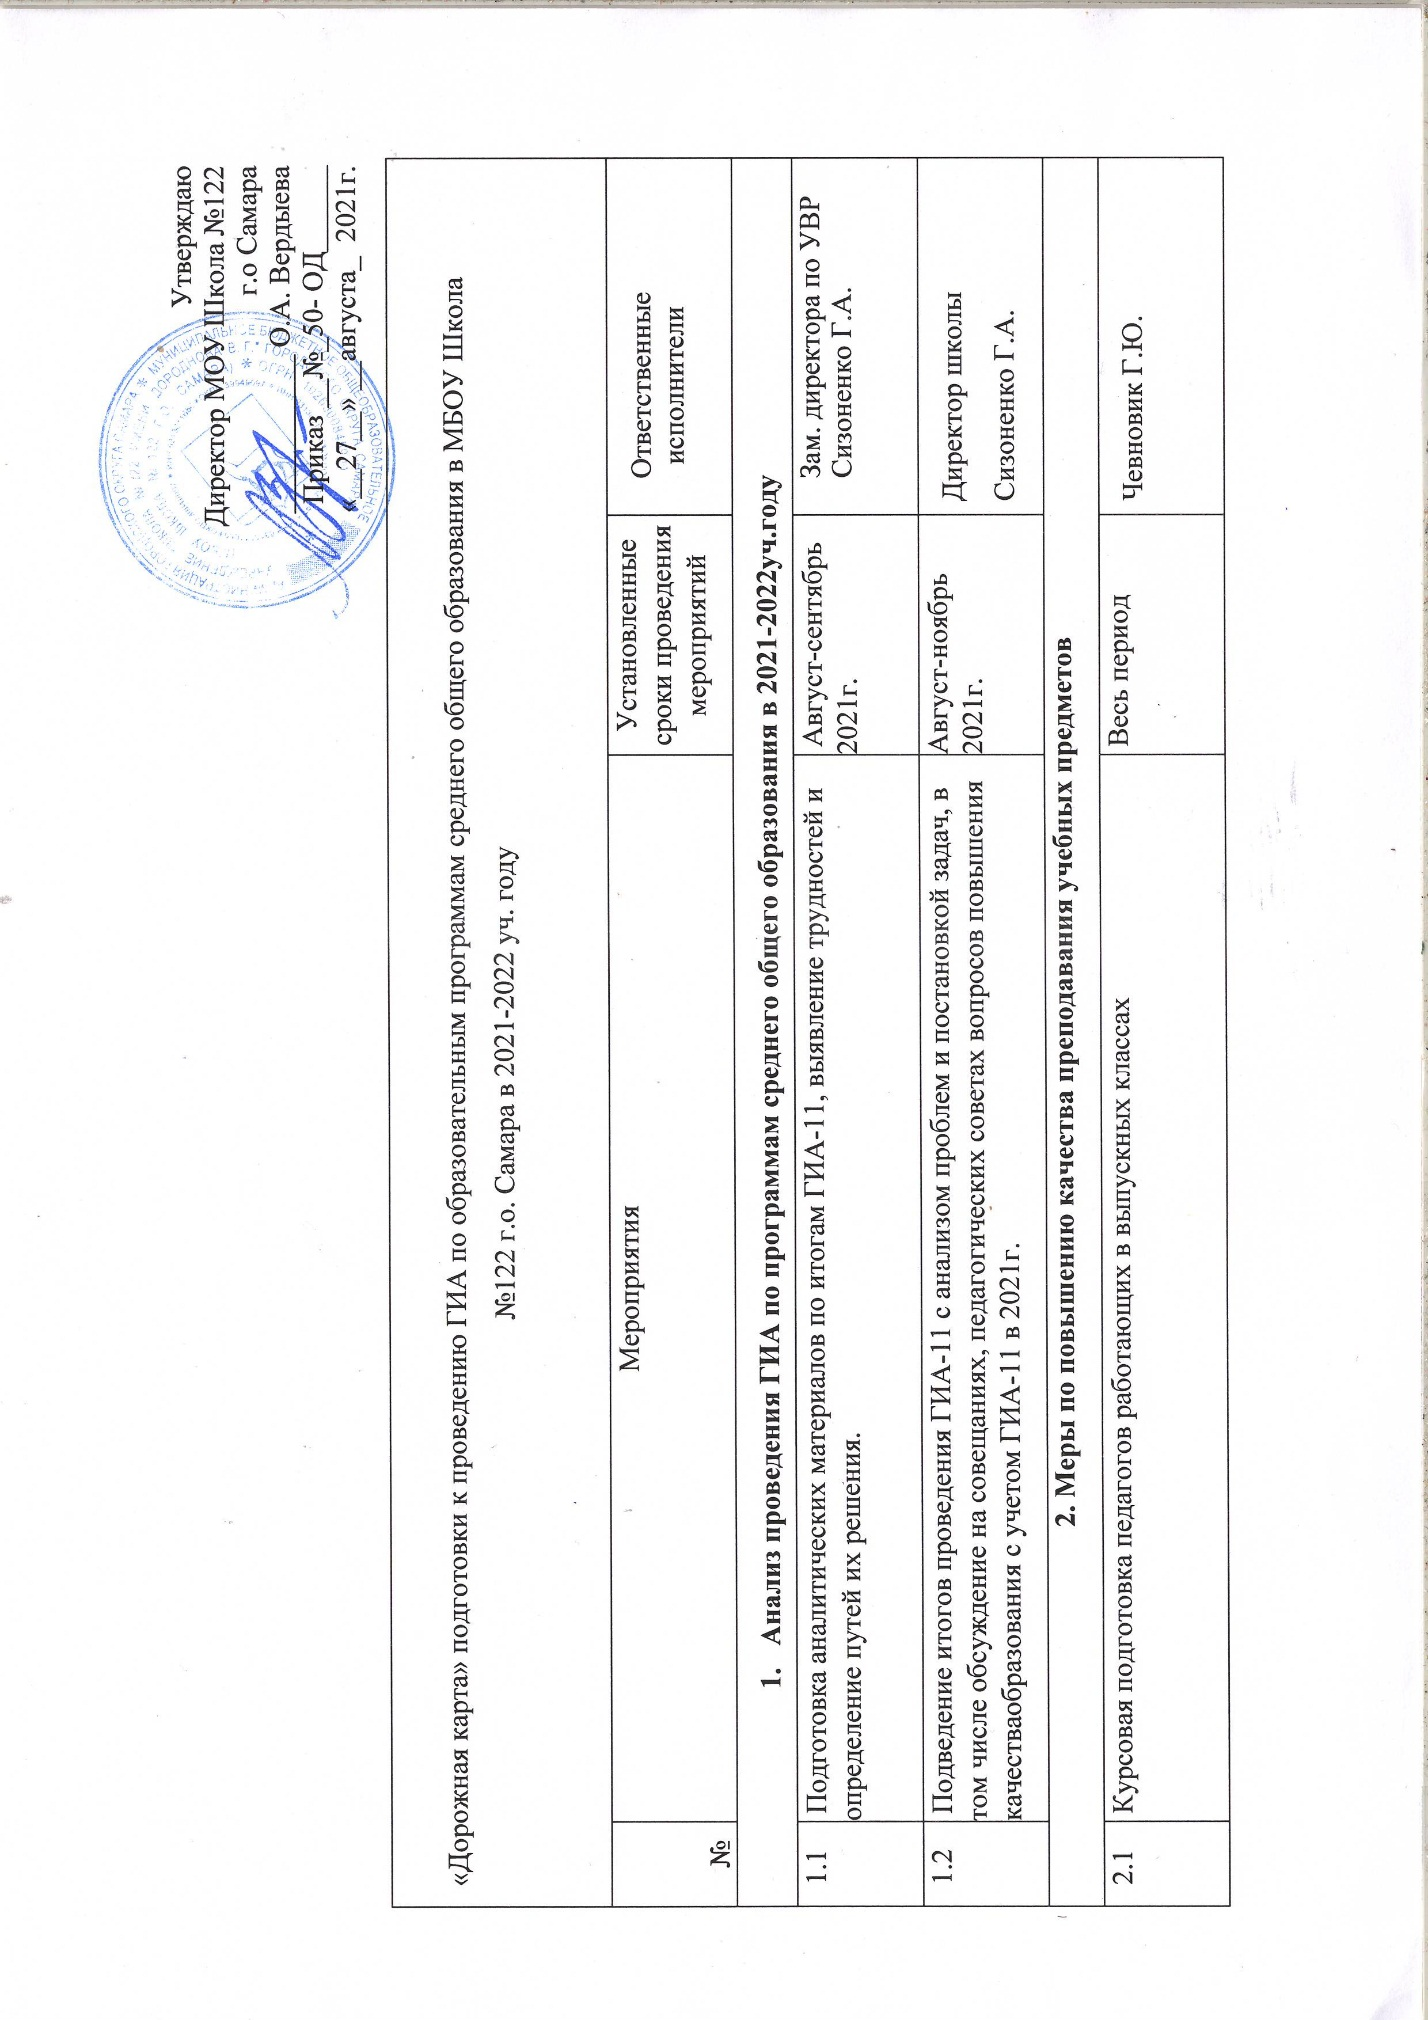 Утверждаю
Директор МОУ Школа №122
г.о Самара
О.А. Вердыева
Приказ __№_ 50- ОД
«__27__»___августа_ 2021г.
«Дорожная карта» подготовки к проведению ГИА по образовательным программам среднего общего образования в МБОУ Школа
№122 г.о. Самара в 2021-2022 уч. году
№
Мероприятия
Установленные
сроки проведения
мероприятий
Ответственные
исполнители
1. Анализ проведения ГИА по программам среднего общего образования в 2021-2022уч.году
1.1
Подготовка аналитических материалов по итогам ГИА-11, выявление трудностей и
определение путей их решения.
Август-сентябрь
2021г.
Зам. директора по УВР
Сизоненко Г.А.
1.2
Подведение итогов проведения ГИА-11 с анализом проблем и постановкой задач, в
том числе обсуждение на совещаниях, педагогических советах вопросов повышения
качестваобразования с учетом ГИА-11 в 2021г.
Август-ноябрь
2021г.
Директор школы
Сизоненко Г.А.
2. Меры по повышению качества преподавания учебных предметов
2.1
Курсовая подготовка педагогов работающих в выпускных классах
Весь период
Чевновик Г.Ю.